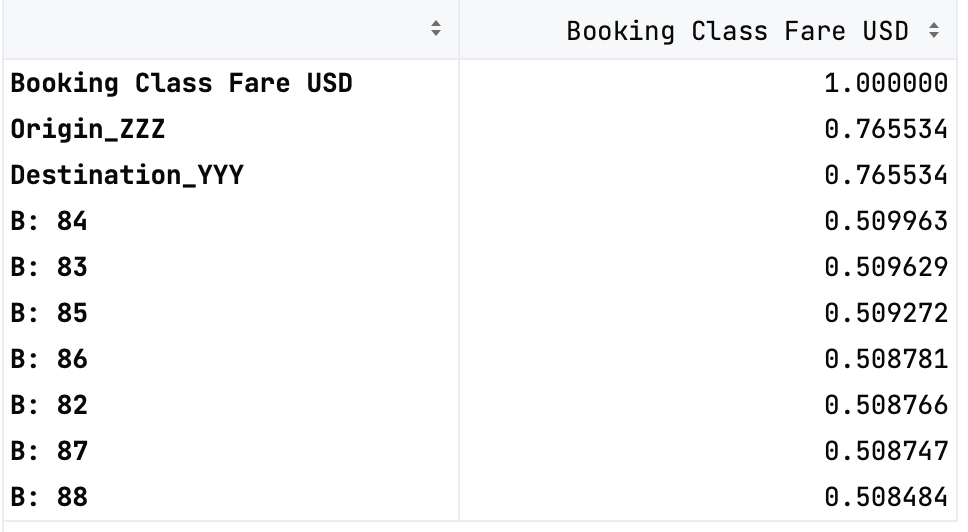 Booking Class Fare USD
Booking Class Fare USD 1.000000
Origin_ZZZ 0.765534
Destination_YYY 0.765534
B: 84 0.509963
B: 83 0.509629
B: 85 0.509272
B: 86 0.508781
B: 82 0.508766
B: 87 0.508747
B: 88 0.508484